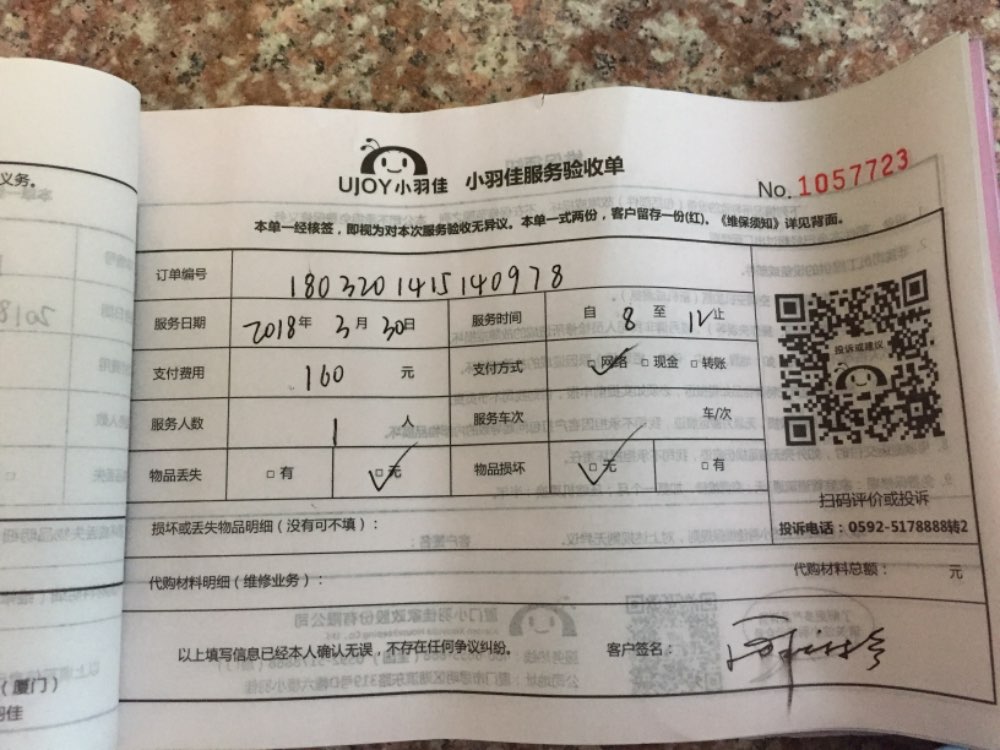 义务。
UJOY小羽佳 小羽佳服务验收单
No. 1057723
本单一经核签，即视为对本次服务验收无异议。本单一式两份，客户留存一份(红)、《维保须知》详见背面。
订单编号 180320141514 0978
服务日期 2018年 3月 30日 服务时间 自 8 至 12止
支付费用 160 元 支付方式 □网络 □现金 □转账
投诉或建议
服务人数 1 人 服务车次 车/次
物品丢失 □有 □无 物品损坏 □无 □有
扫码评价或投诉
损坏或丢失物品明细（没有可不填）：
投诉电话：0592-5178888转2
代购材料明细（维修业务）：
代购材料总额： 元
以上填写信息已经本人确认无误，不存在任何争议纠纷。 客户签名：
（厦门）
羽佳